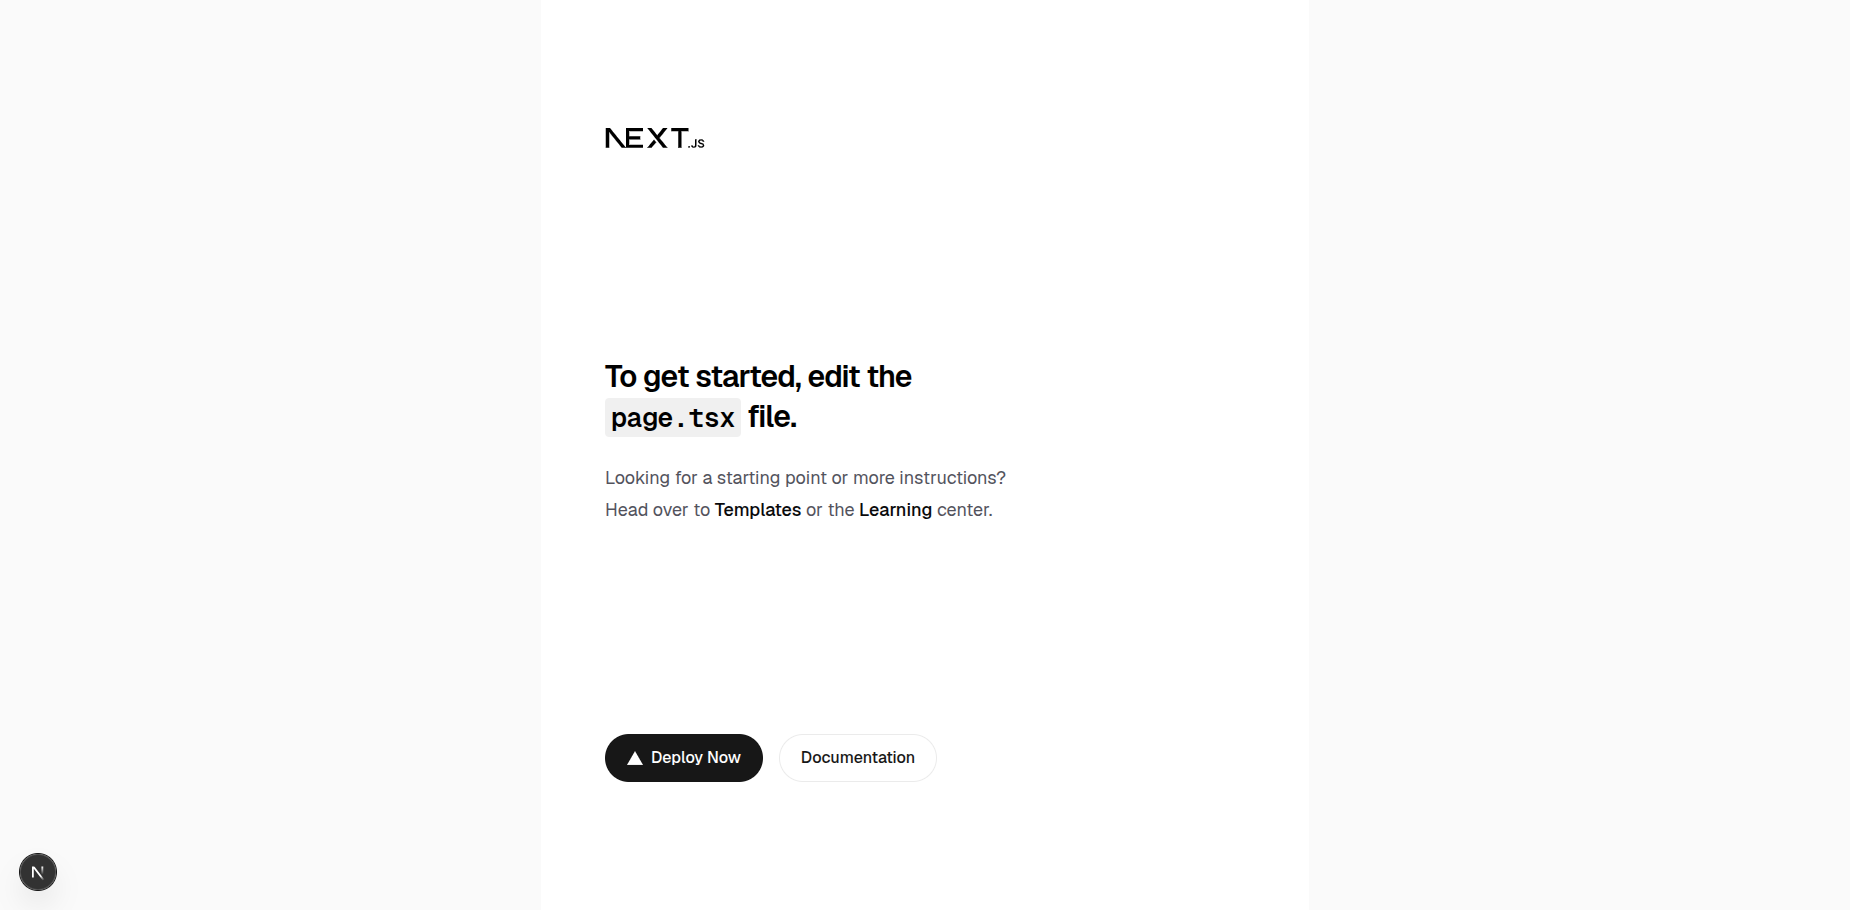 NEXT.JS
To get started, edit the
page.tsx file.
Looking for a starting point or more instructions?
Head over to Templates or the Learning center.
Deploy Now
Documentation
N